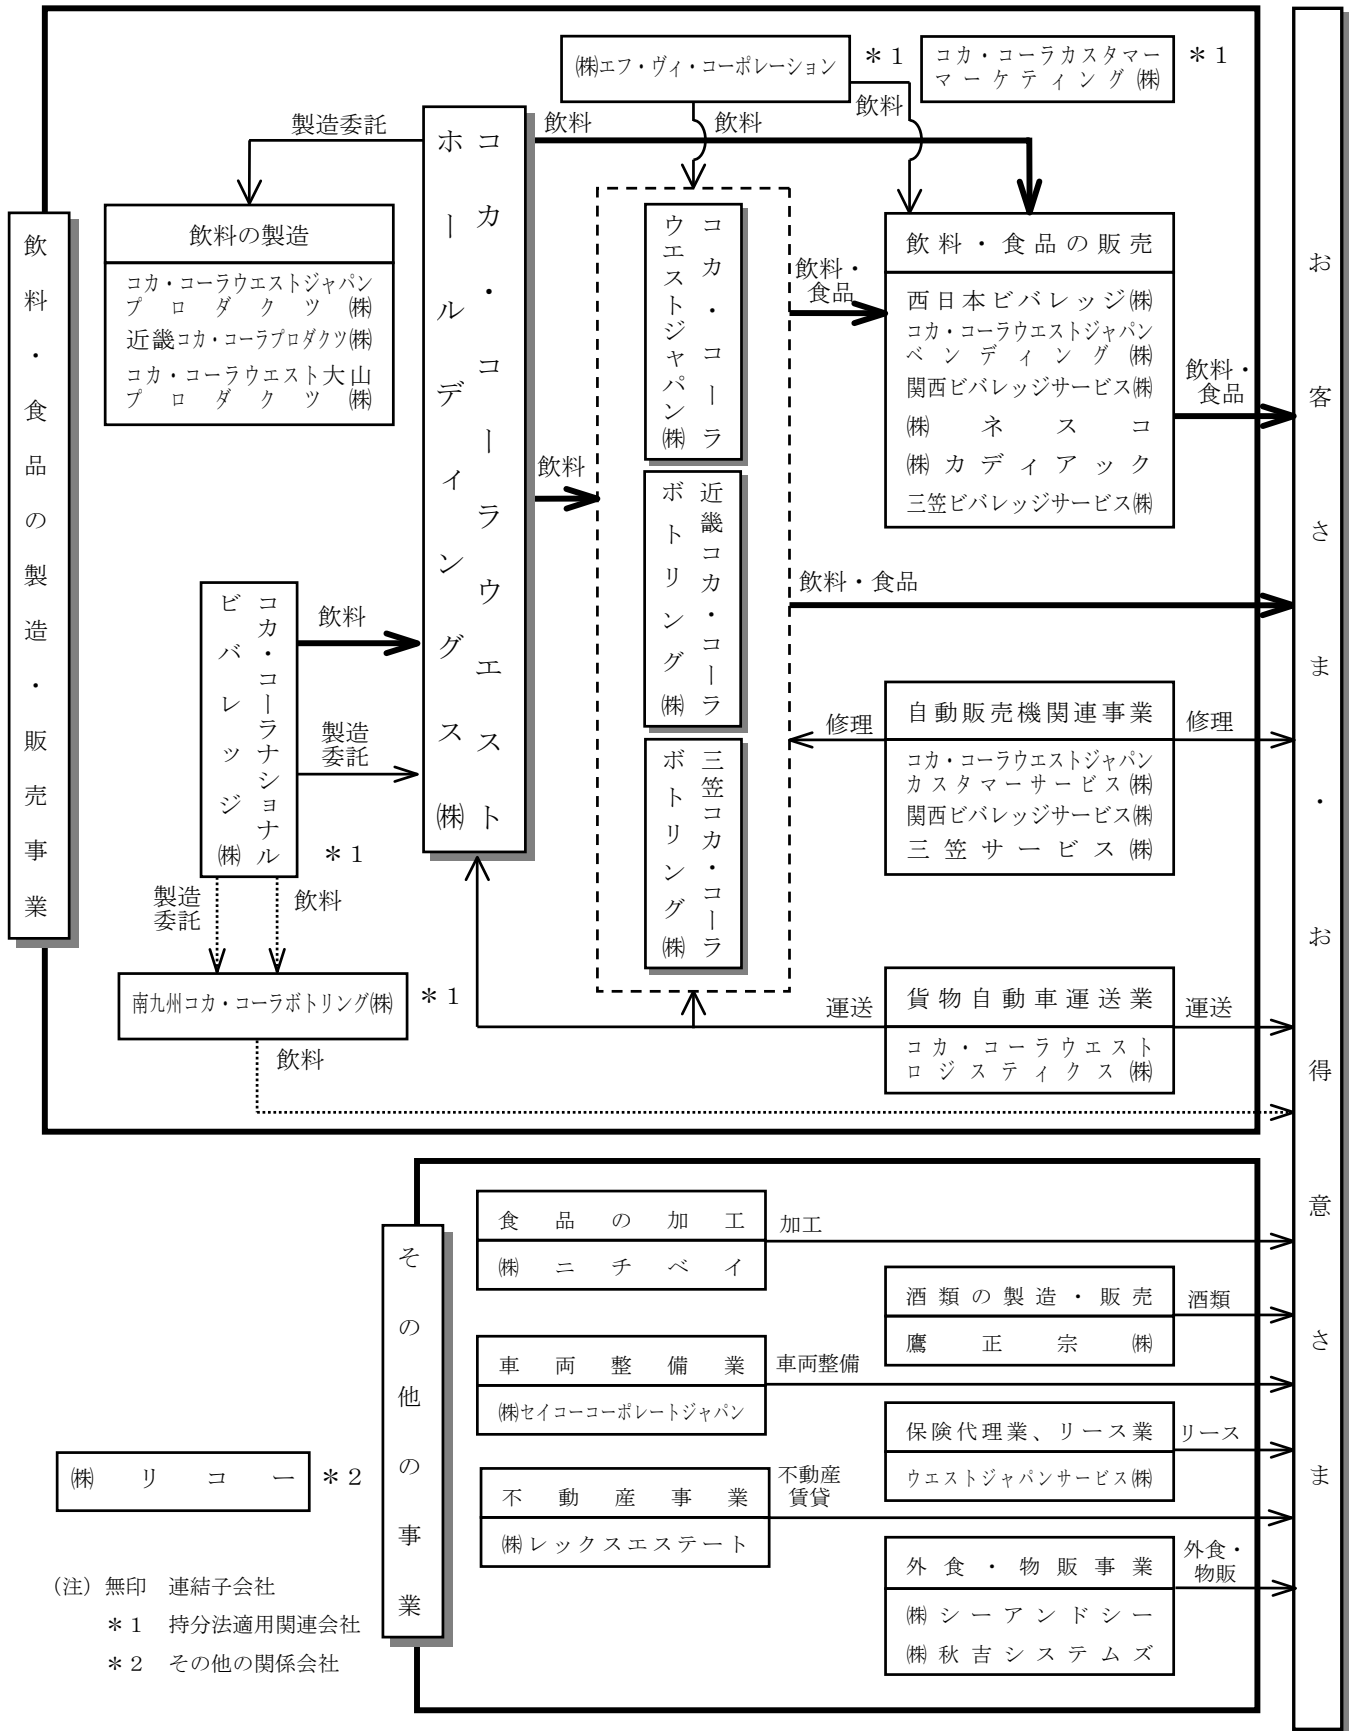 ㈱エフ・ヴィ・コーポレーション
＊1
コカ・コーラカスタマー
マーケティング㈱
＊1
飲料
飲料
飲料
製造委託
飲料の製造
コカ・コーラウエストジャパン
プロダクツ㈱
近畿コカ・コーラプロダクツ㈱
コカ・コーラウエスト大山
プロダクツ㈱
コカ・コーラウエスト
ホールディングス㈱
飲料
コカ・コーラ
ウエストジャパン㈱
近畿コカ・コーラ
ボトリング㈱
三笠コカ・コーラ
ボトリング㈱
飲料・
食品
飲料・食品の販売
西日本ビバレッジ㈱
コカ・コーラウエストジャパン
ベンディング㈱
関西ビバレッジサービス㈱
㈱ネスコ
㈱カディアック
三笠ビバレッジサービス㈱
飲料・
食品
飲料・食品
飲料・食品の製造・販売事業
コカ・コーラナショナル
ビバレッジ㈱
＊1
飲料
製造
委託
製造
委託
飲料
南九州コカ・コーラボトリング㈱
＊1
飲料
修理
自動販売機関連事業
コカ・コーラウエストジャパン
カスタマーサービス㈱
関西ビバレッジサービス㈱
三笠サービス㈱
修理
運送
貨物自動車運送業
コカ・コーラウエスト
ロジスティクス㈱
運送
お客さま・お得意さま
その他の事業
食品の加工
㈱ニチベイ
加工
酒類の製造・販売
鷹正宗㈱
酒類
車両整備業
㈱セイコーコーポレートジャパン
車両整備
保険代理業、リース業
ウエストジャパンサービス㈱
リース
不動産事業
㈱レックスエステート
不動産
賃貸
外食・物販事業
㈱シーアンドシー
㈱秋吉システムズ
外食・
物販
㈱リコー
＊2
（注）無印　連結子会社
＊1　持分法適用関連会社
＊2　その他の関係会社